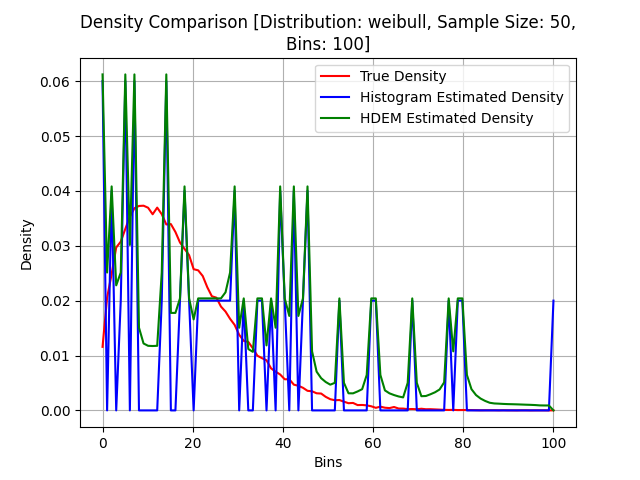 Density Comparison [Distribution: weibull, Sample Size: 50,
Bins: 100]
True Density
Histogram Estimated Density
HDEM Estimated Density
Density
0.06
0.05
0.04
0.03
0.02
0.01
0.00
0
20
40
60
80
100
Bins